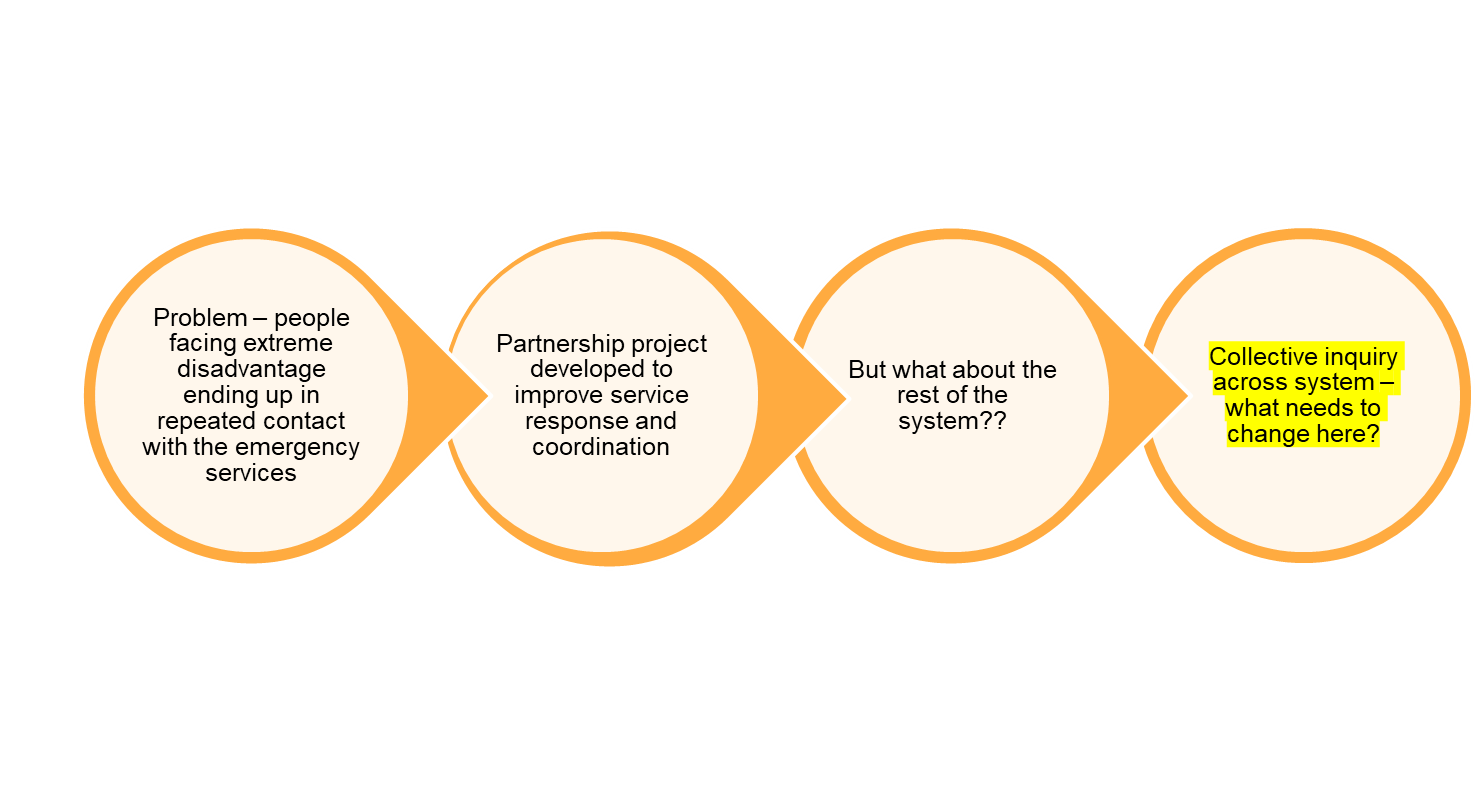 Problem – people
facing extreme
disadvantage
ending up in
repeated contact
with the emergency
services
Partnership project
developed to
improve service
response and
coordination
But what about the
rest of the
system??
Collective inquiry
across system –
what needs to
change here?